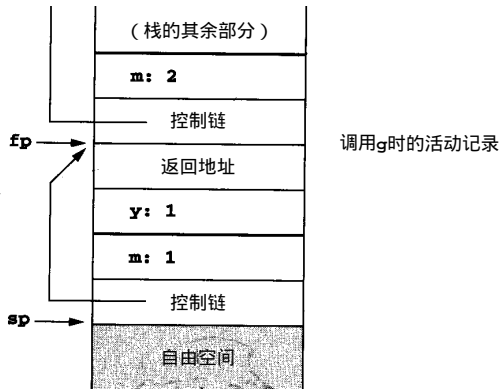 （栈的其余部分）
m: 2
控制链
fp
调用g时的活动记录
返回地址
y: 1
m: 1
控制链
sp
自由空间